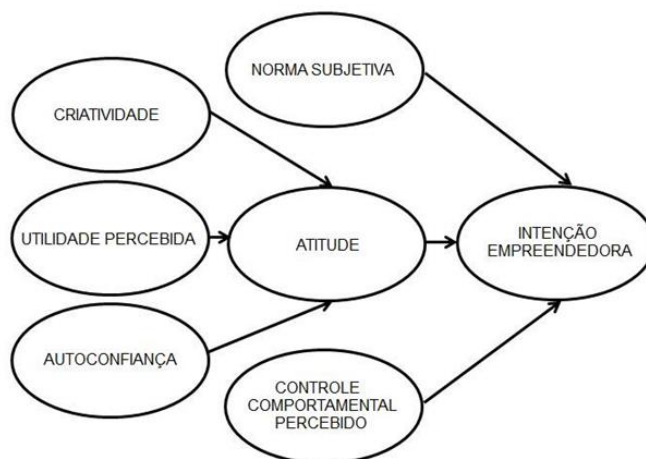 NORMA SUBJETIVA
CRIATIVIDADE
UTILIDADE PERCEBIDA
ATITUDE
INTENÇÃO
EMPREENDEDORA
AUTOCONFIANÇA
CONTROLE
COMPORTAMENTAL
PERCEBIDO